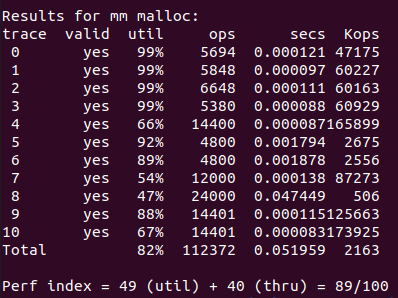 Results for mm malloc:
trace  valid  util     ops      secs  Kops
 0       yes   99%    5694  0.000121 47175
 1       yes   99%    5848  0.000097 60227
 2       yes   99%    6648  0.000111 60163
 3       yes   99%    5380  0.000088 60929
 4       yes   66%   14400  0.000087165899
 5       yes   92%    4800  0.001794  2675
 6       yes   89%    4800  0.001878  2556
 7       yes   54%   12000  0.000138 87273
 8       yes   47%   24000  0.047449   506
 9       yes   88%   14401  0.000115125663
10       yes   67%   14401  0.000083173925
Total          82%  112372  0.051959  2163
Perf index = 49 (util) + 40 (thru) = 89/100